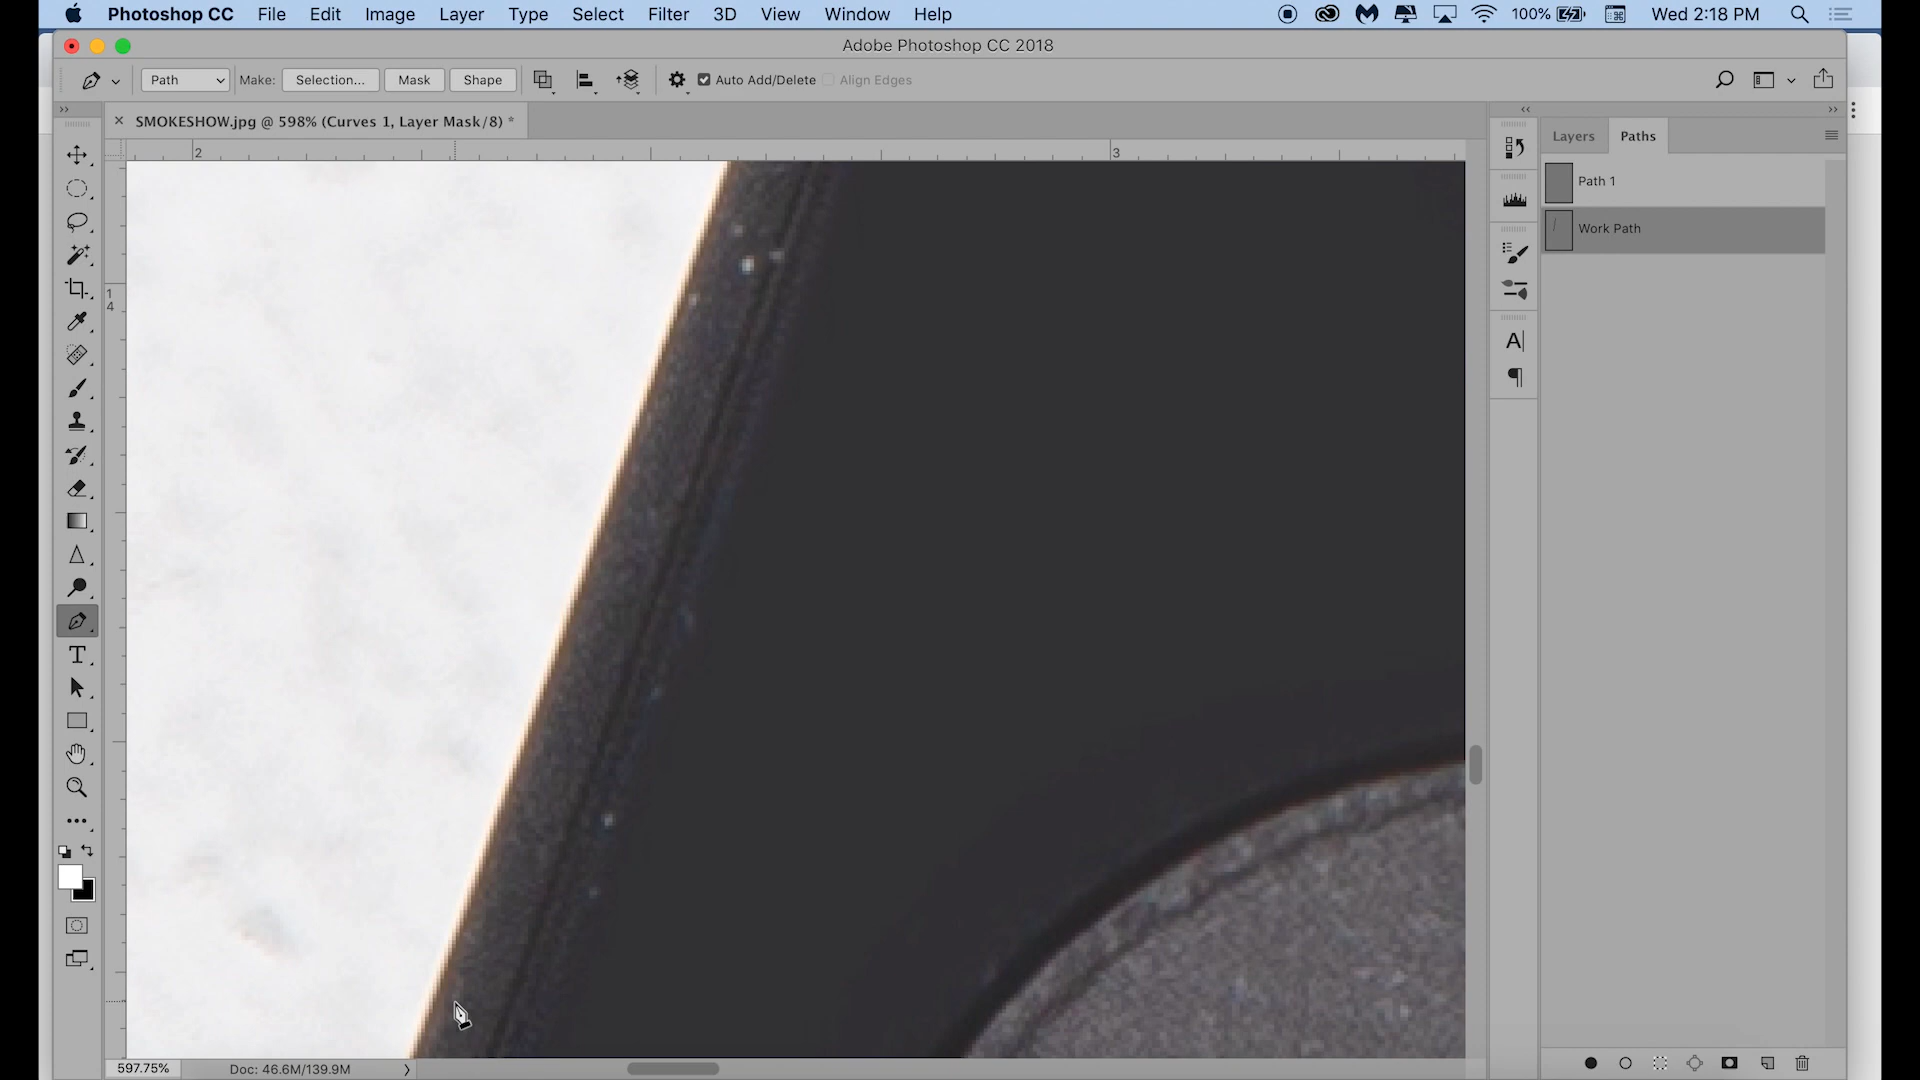 Photoshop CC File Edit Image Layer Type Select Filter 3D View Window Help 100% Wed 2:18 PM
Adobe Photoshop CC 2018
Path Make: Selection... Mask Shape Auto Add/Delete Align Edges
SMOKESHOW.jpg @ 598% (Curves 1, Layer Mask/8) *
Layers Paths
2 3
Path 1
Work Path
1
4
597.75% Doc: 46.6M/139.9M